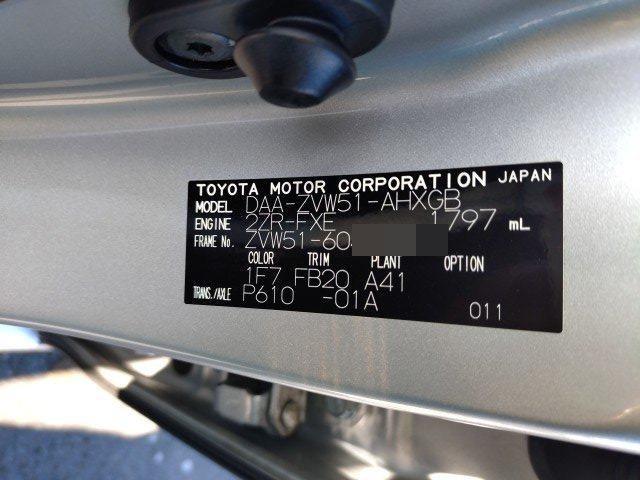 TOYOTA MOTOR CORPORATION JAPAN
MODEL DAA-ZVW51-AHXGB
ENGINE 2ZR-FXE 1797 mL
FRAME No. ZVW51-60
COLOR TRIM PLANT OPTION
1F7 FB20 A41
TRANS./AXLE P610 -01A
011